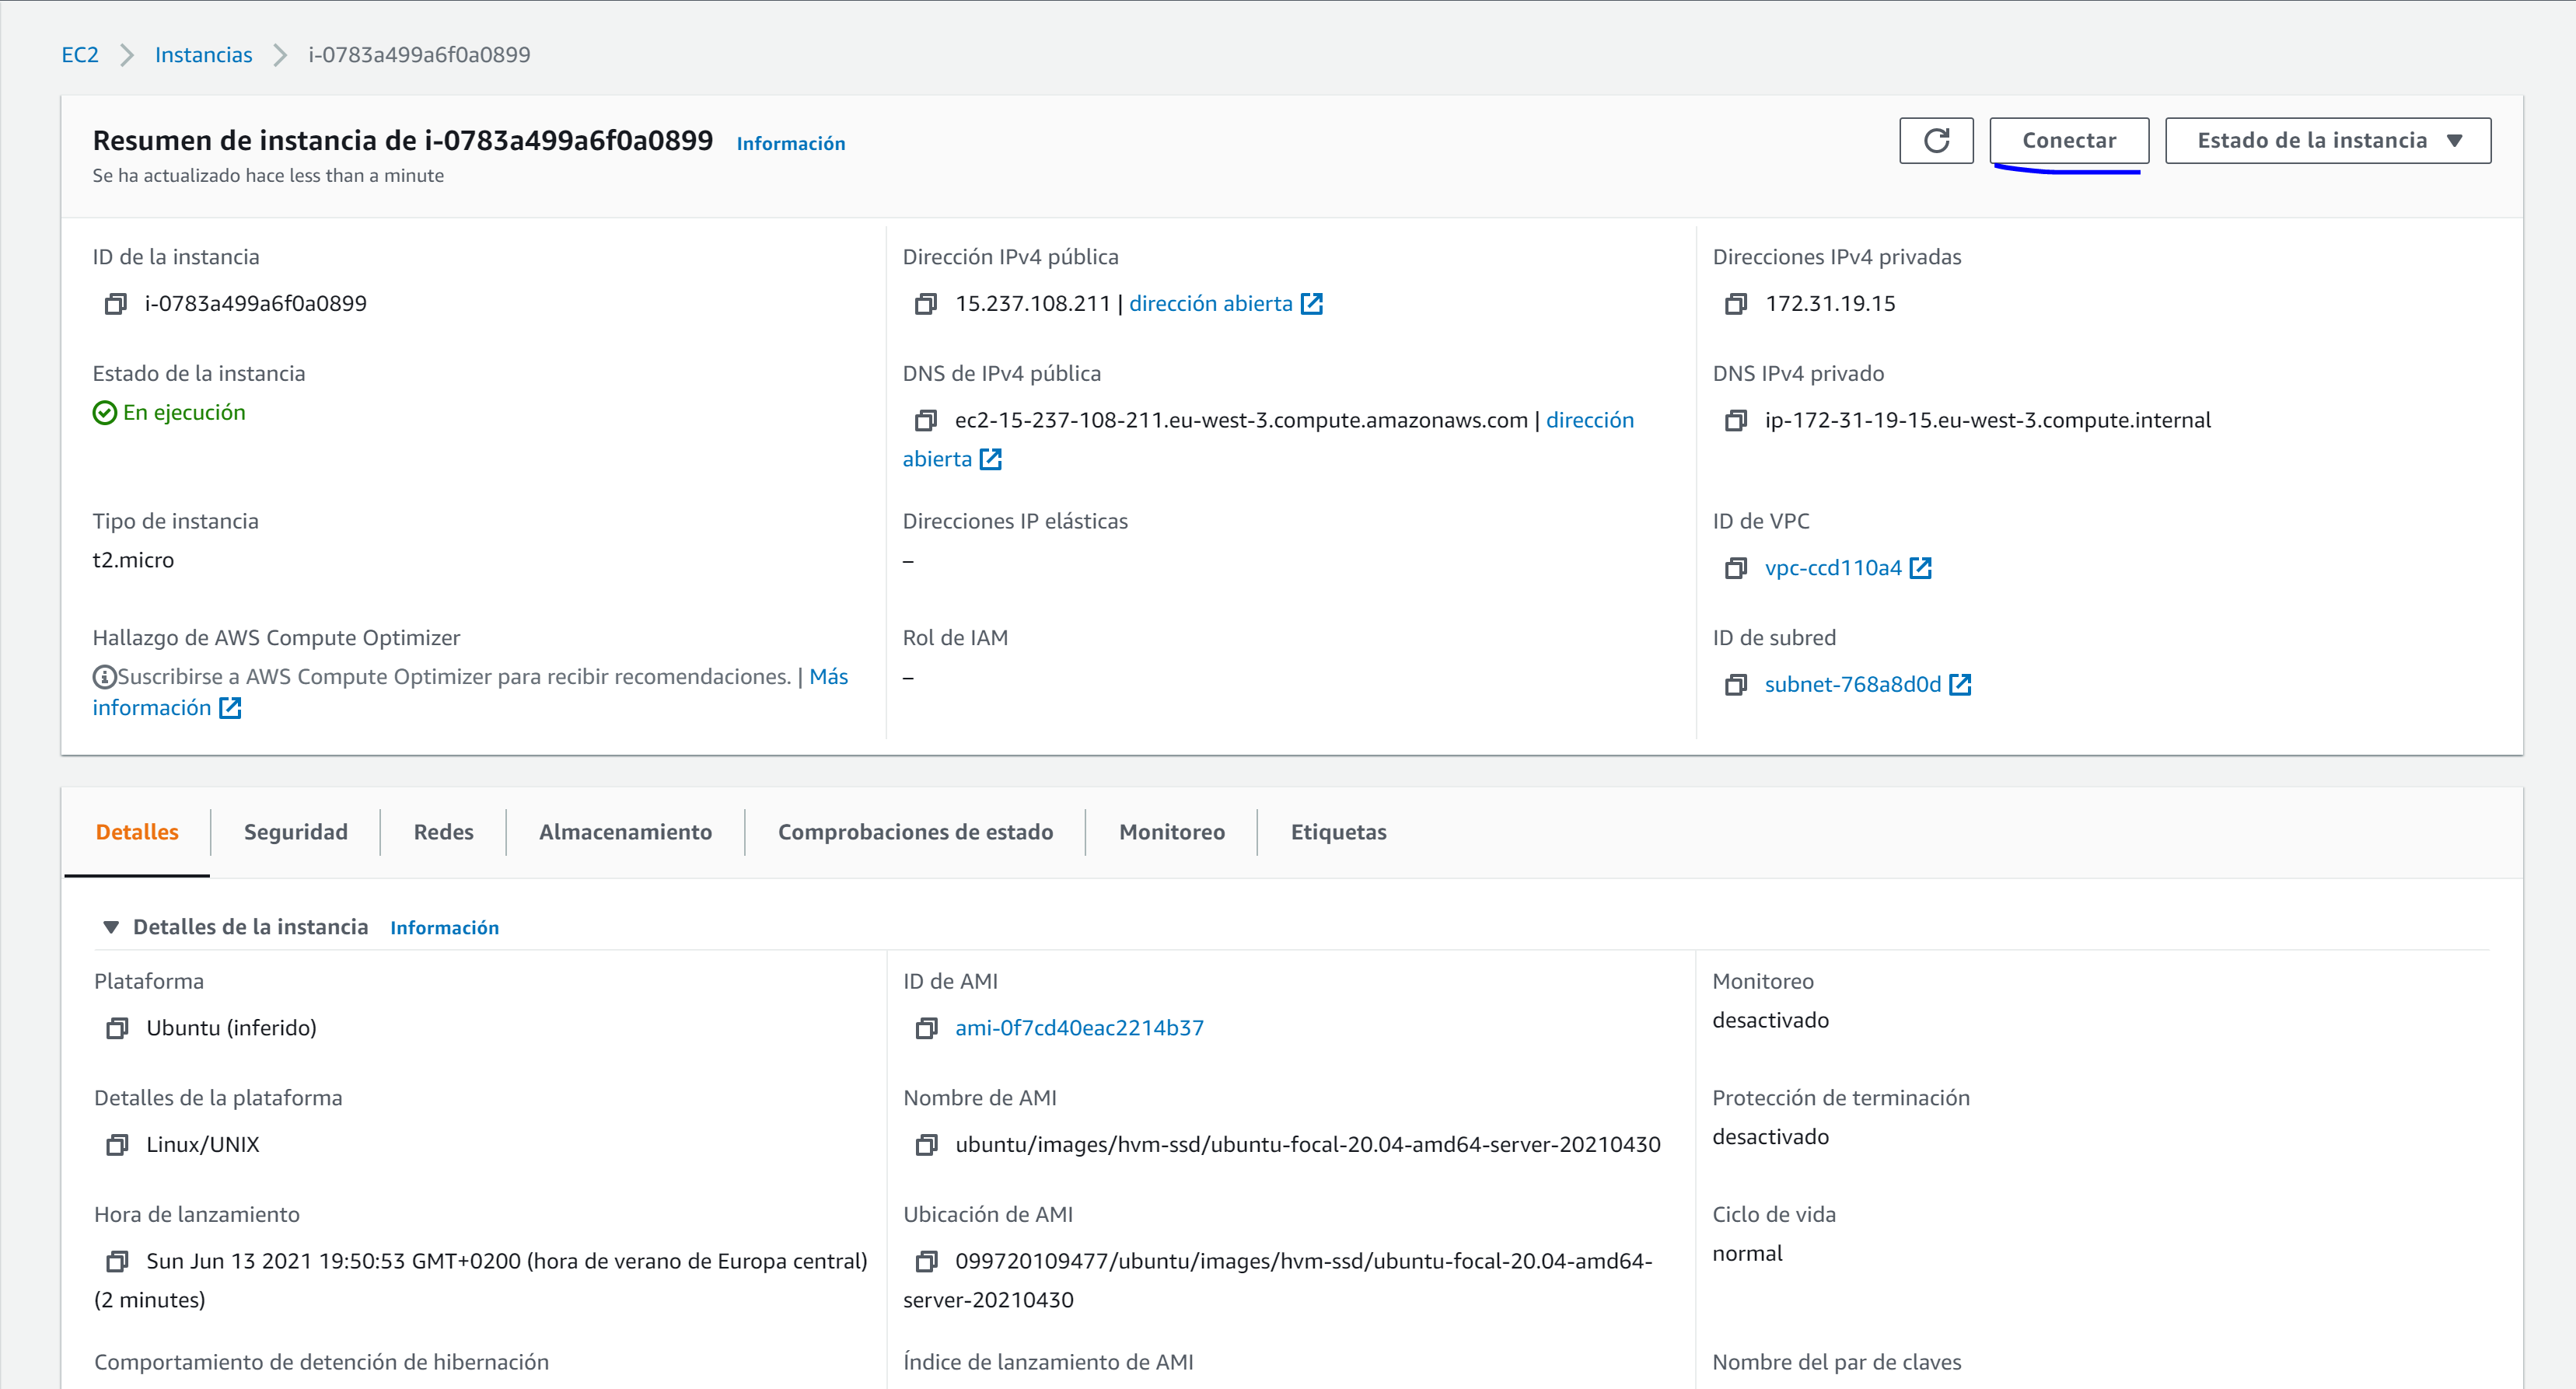 EC2 > Instancias > i-0783a499a6f0a0899
Resumen de instancia de i-0783a499a6f0a0899 Información
Se ha actualizado hace less than a minute
Conectar
Estado de la instancia
ID de la instancia
i-0783a499a6f0a0899
Dirección IPv4 pública
15.237.108.211 | dirección abierta
Direcciones IPv4 privadas
172.31.19.15
Estado de la instancia
En ejecución
DNS de IPv4 pública
ec2-15-237-108-211.eu-west-3.compute.amazonaws.com | dirección
abierta
DNS IPv4 privado
ip-172-31-19-15.eu-west-3.compute.internal
Tipo de instancia
t2.micro
Direcciones IP elásticas
–
ID de VPC
vpc-ccd110a4
Hallazgo de AWS Compute Optimizer
Suscribirse a AWS Compute Optimizer para recibir recomendaciones. | Más
información
Rol de IAM
–
ID de subred
subnet-768a8d0d
Detalles
Seguridad
Redes
Almacenamiento
Comprobaciones de estado
Monitoreo
Etiquetas
Detalles de la instancia Información
Plataforma
Ubuntu (inferido)
ID de AMI
ami-0f7cd40eac2214b37
Monitoreo
desactivado
Detalles de la plataforma
Linux/UNIX
Nombre de AMI
ubuntu/images/hvm-ssd/ubuntu-focal-20.04-amd64-server-20210430
Protección de terminación
desactivado
Hora de lanzamiento
Sun Jun 13 2021 19:50:53 GMT+0200 (hora de verano de Europa central)
(2 minutes)
Ubicación de AMI
099720109477/ubuntu/images/hvm-ssd/ubuntu-focal-20.04-amd64-
server-20210430
Ciclo de vida
normal
Comportamiento de detención de hibernación
Índice de lanzamiento de AMI
Nombre del par de claves